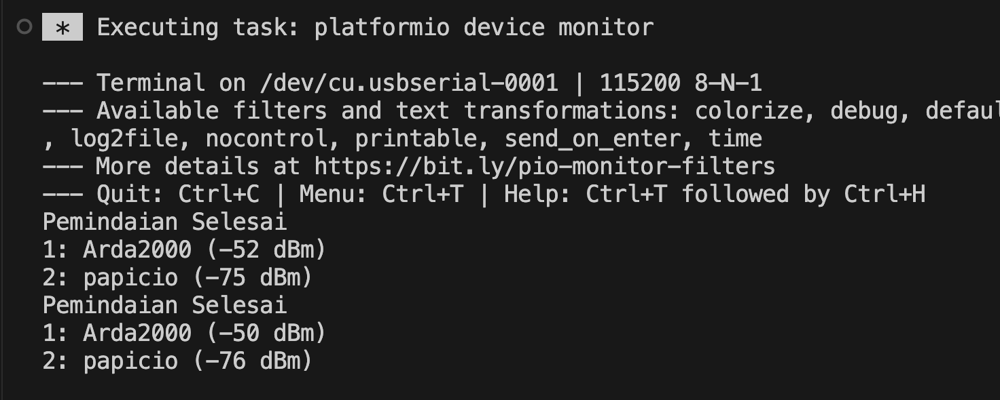 * Executing task: platformio device monitor
--- Terminal on /dev/cu.usbserial-0001 | 115200 8-N-1
--- Available filters and text transformations: colorize, debug, defaul
, log2file, nocontrol, printable, send_on_enter, time
--- More details at https://bit.ly/pio-monitor-filters
--- Quit: Ctrl+C | Menu: Ctrl+T | Help: Ctrl+T followed by Ctrl+H
Pemindaian Selesai
1: Arda2000 (-52 dBm)
2: papicio (-75 dBm)
Pemindaian Selesai
1: Arda2000 (-50 dBm)
2: papicio (-76 dBm)